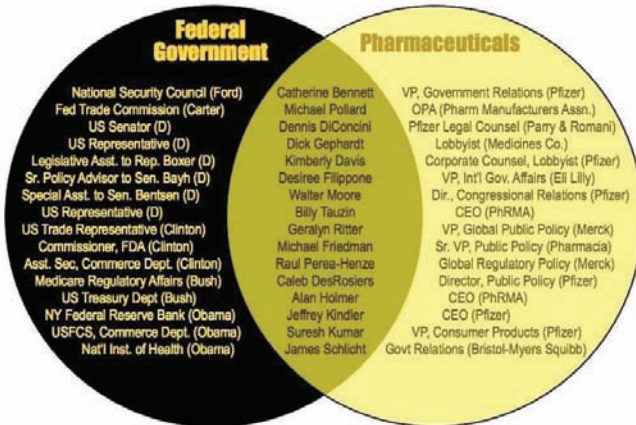 Federal
Government
Pharmaceuticals
National Security Council (Ford) Catherine Bennett VP, Government Relations (Pfizer)
Fed Trade Commission (Carter) Michael Pollard OPA (Pharm Manufacturers Assn.)
US Senator (D) Dennis DiConcini Pfizer Legal Counsel (Parry & Romani)
US Representative (D) Dick Gephardt Lobbyist (Medicines Co.)
Legislative Asst. to Rep. Boxer (D) Kimberly Davis Corporate Counsel, Lobbyist (Pfizer)
Sr. Policy Advisor to Sen. Bayh (D) Desiree Filippone VP, Int'l Gov. Affairs (Eli Lilly)
Special Asst. to Sen. Bentsen (D) Walter Moore Dir., Congressional Relations (Pfizer)
US Representative (D) Billy Tauzin CEO (PhRMA)
US Trade Representative (Clinton) Geralyn Ritter VP, Global Public Policy (Merck)
Commissioner, FDA (Clinton) Michael Friedman Sr. VP, Public Policy (Pharmacia)
Asst. Sec, Commerce Dept. (Clinton) Raul Perea-Henze Global Regulatory Policy (Merck)
Medicare Regulatory Affairs (Bush) Caleb DesRosiers Director, Public Policy (Pfizer)
US Treasury Dept (Bush) Alan Holmer CEO (PhRMA)
NY Federal Reserve Bank (Obama) Jeffrey Kindler CEO (Pfizer)
USFCS, Commerce Dept. (Obama) Suresh Kumar VP, Consumer Products (Pfizer)
Nat'l Inst. of Health (Obama) James Schlicht Govt Relations (Bristol-Myers Squibb)